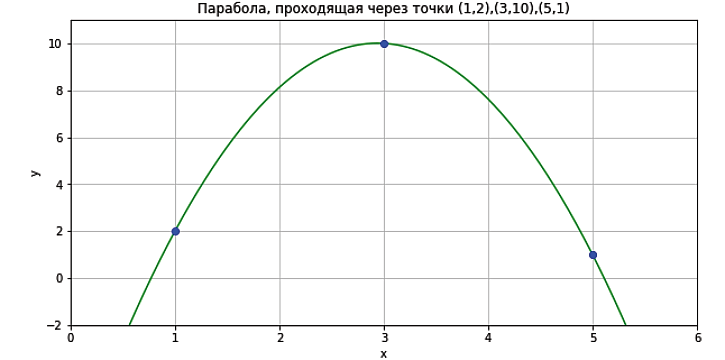 Парабола, проходящая через точки (1,2),(3,10),(5,1)
10
8
6
y
4
2
0
−2
0 1 2 3 4 5 6
x